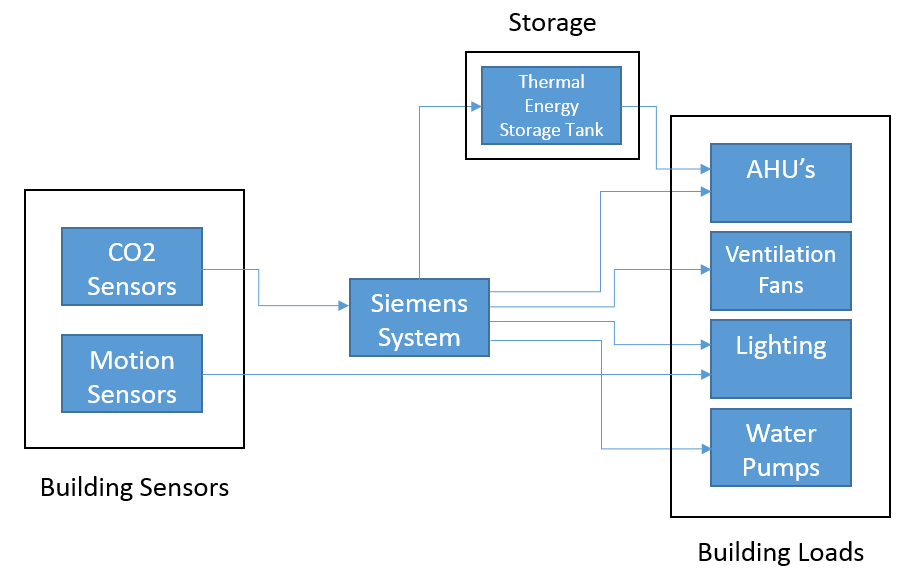 Storage
Thermal
Energy
Storage Tank
AHU’s
CO2
Sensors
Ventilation
Fans
Siemens
System
Lighting
Motion
Sensors
Water
Pumps
Building Sensors
Building Loads